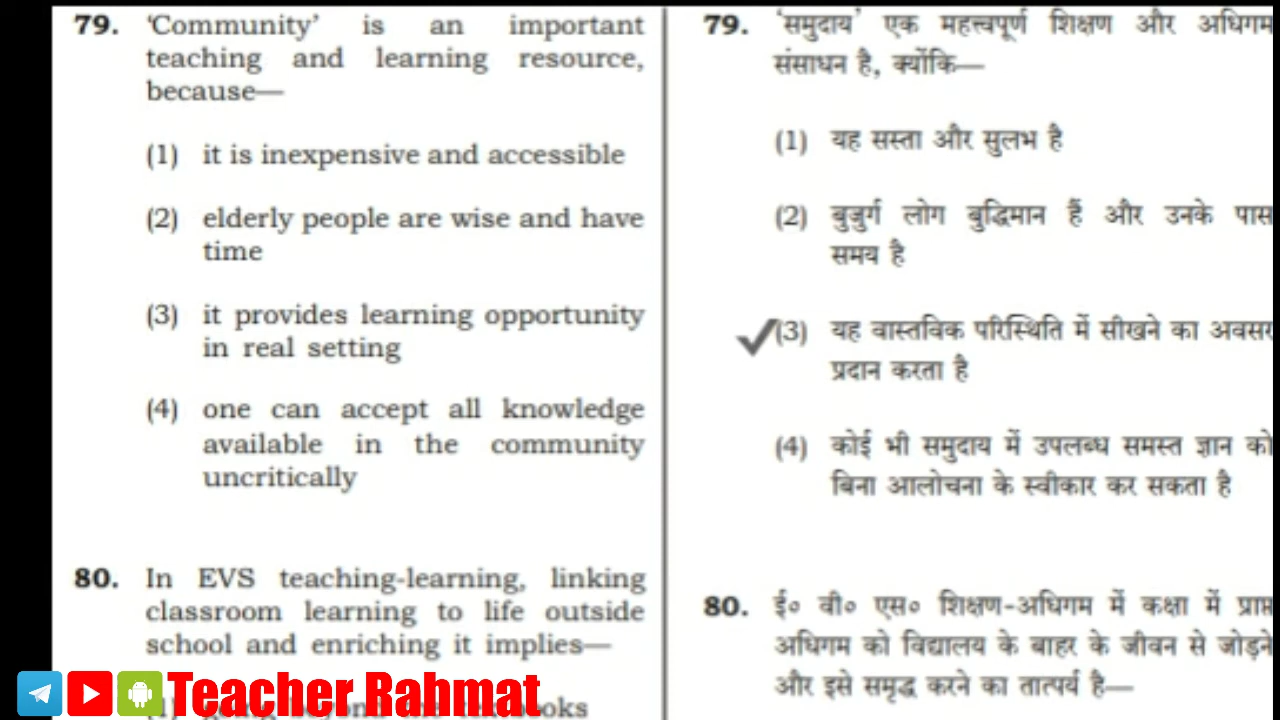 79. ‘Community’ is an important
teaching and learning resource,
because—
(1) it is inexpensive and accessible
(2) elderly people are wise and have
time
(3) it provides learning opportunity
in real setting
(4) one can accept all knowledge
available in the community
uncritically
80. In EVS teaching-learning, linking
classroom learning to life outside
school and enriching it implies—
79. ‘समुदाय’ एक महत्त्वपूर्ण शिक्षण और अधिगम
संसाधन है, क्योंकि—
(1) यह सस्ता और सुलभ है
(2) बुजुर्ग लोग बुद्धिमान हैं और उनके पास
समय है
(3) यह वास्तविक परिस्थिति में सीखने का अवसर
प्रदान करता है
(4) कोई भी समुदाय में उपलब्ध समस्त ज्ञान को
बिना आलोचना के स्वीकार कर सकता है
80. ई॰ वी॰ एस॰ शिक्षण-अधिगम में कक्षा में प्राप्त
अधिगम को विद्यालय के बाहर के जीवन से जोड़ने
और इसे समृद्ध करने का तात्पर्य है—
Teacher Rahmat